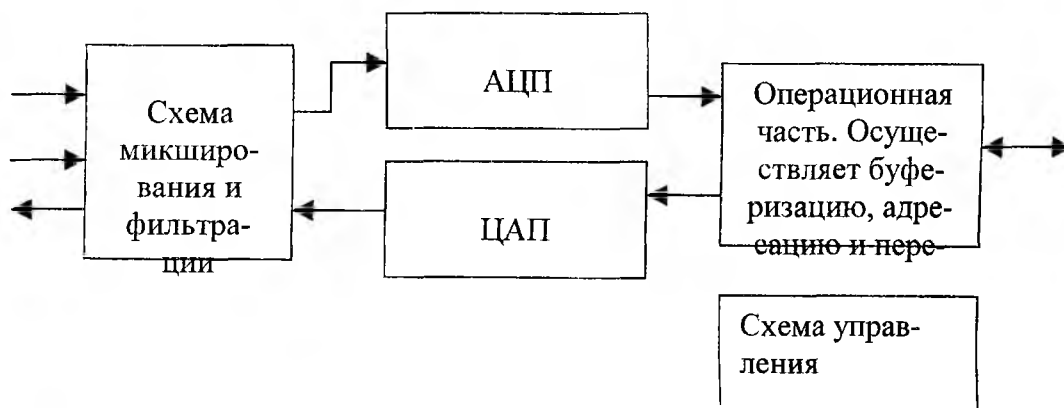 Схема
микширо-
вания и
фильтра-
ции
АЦП
ЦАП
Операционная
часть. Осуще-
ствляет буфе-
ризацию, адре-
сацию и пере-
Схема управ-
ления